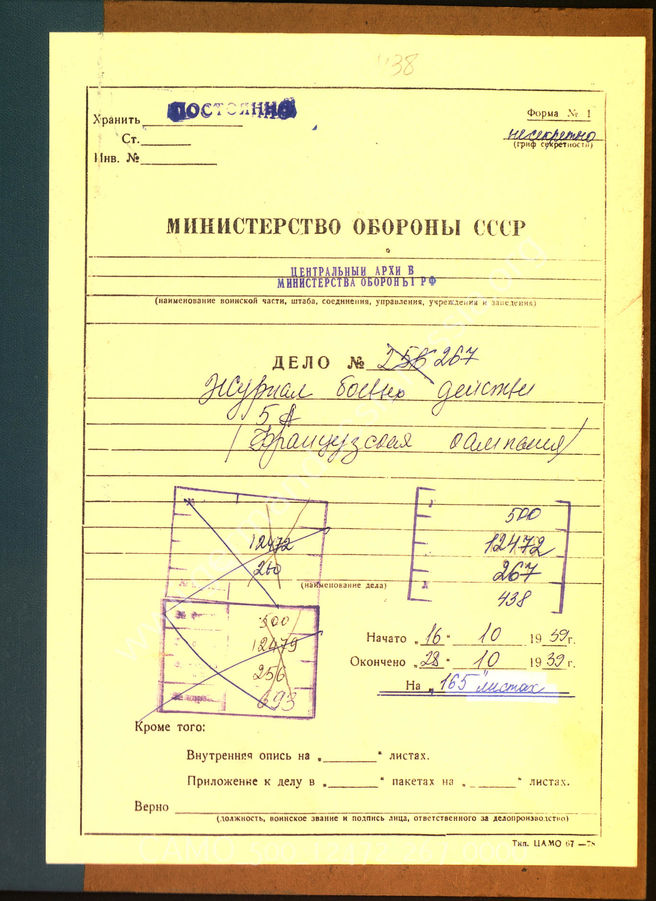 "38
Хранить ПОСТОЯННО
Ст.
Инв. №
Форма № 1
несекретно
(гриф секретности)
МИНИСТЕРСТВО ОБОРОНЫ СССР
ЦЕНТРАЛЬНЫЙ АРХИВ
МИНИСТЕРСТВА ОБОРОНЫ РФ
(наименование воинской части, штаба, соединения, управления, учреждения и заведения)
ДЕЛО № 256 267
Журнал боевых действи
5 А
(Французская кампания)
12472
260
500
12472
267
438
(наименование дела)
500
12479
256
693
Начато „16" 10 1939 г.
Окончено „28" 10 1939 г.
На „165" листах
Кроме того:
Внутренняя опись на „ " листах.
Приложение к делу в „ " пакетах на „ " листах.
Верно
(должность, воинское звание и подпись лица, ответственного за делопроизводство)
Тип. ЦАМО 67—78